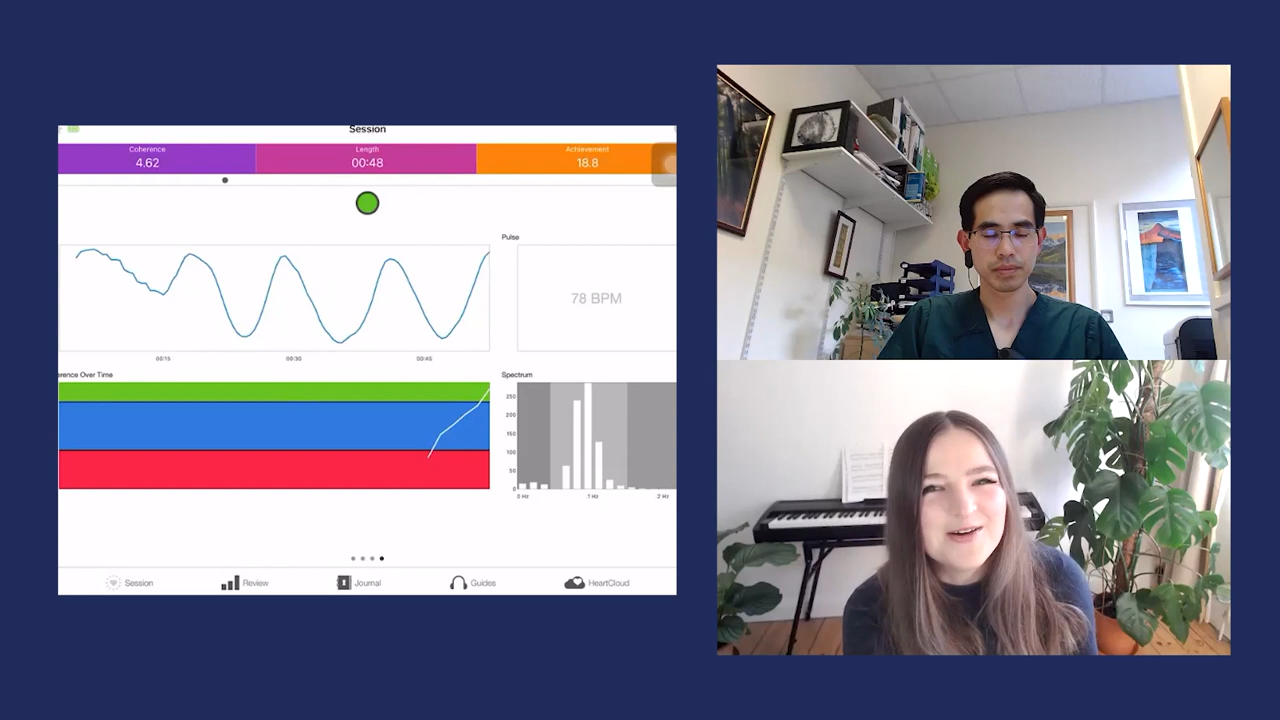 Session
Coherence
4.62
Length
00:48
Achievement
18.8
Pulse
78 BPM
00:15
00:30
00:45
erence Over Time
Spectrum
250
200
150
100
50
0
0 Hz
1 Hz
2 Hz
Session
Review
Journal
Guides
HeartCloud